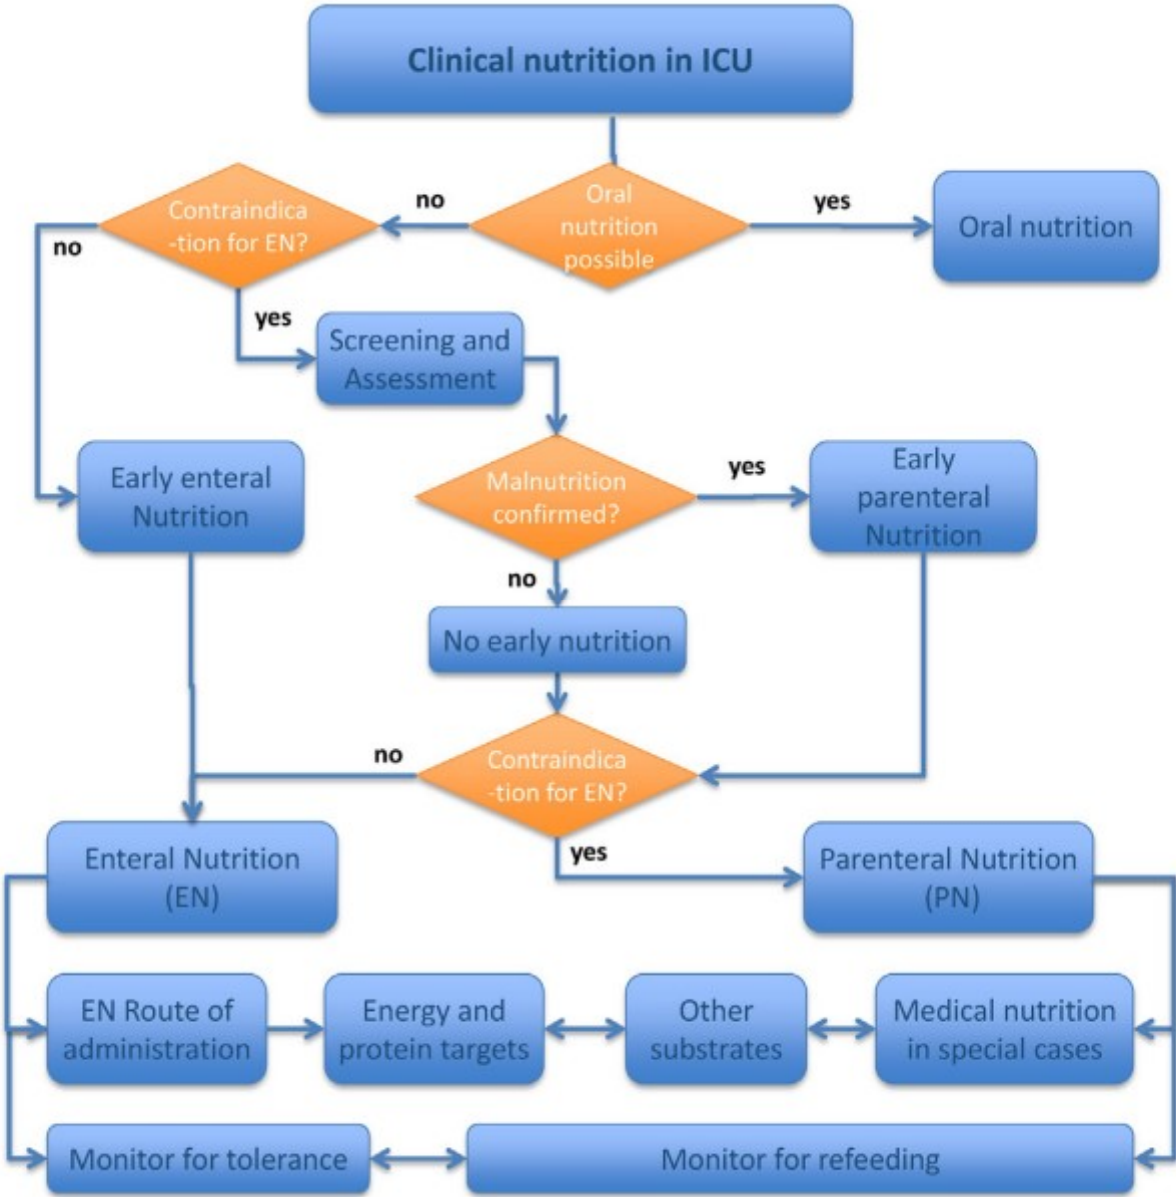 Clinical nutrition in ICU
Oral
nutrition
possible
no
yes
Contraindica
-tion for EN?
Oral nutrition
no
yes
Screening and
Assessment
Early enteral
Nutrition
Malnutrition
confirmed?
yes
Early
parenteral
Nutrition
no
No early nutrition
Contraindica
-tion for EN?
no
yes
Enteral Nutrition
(EN)
Parenteral Nutrition
(PN)
EN Route of
administration
Energy and
protein targets
Other
substrates
Medical nutrition
in special cases
Monitor for tolerance
Monitor for refeeding